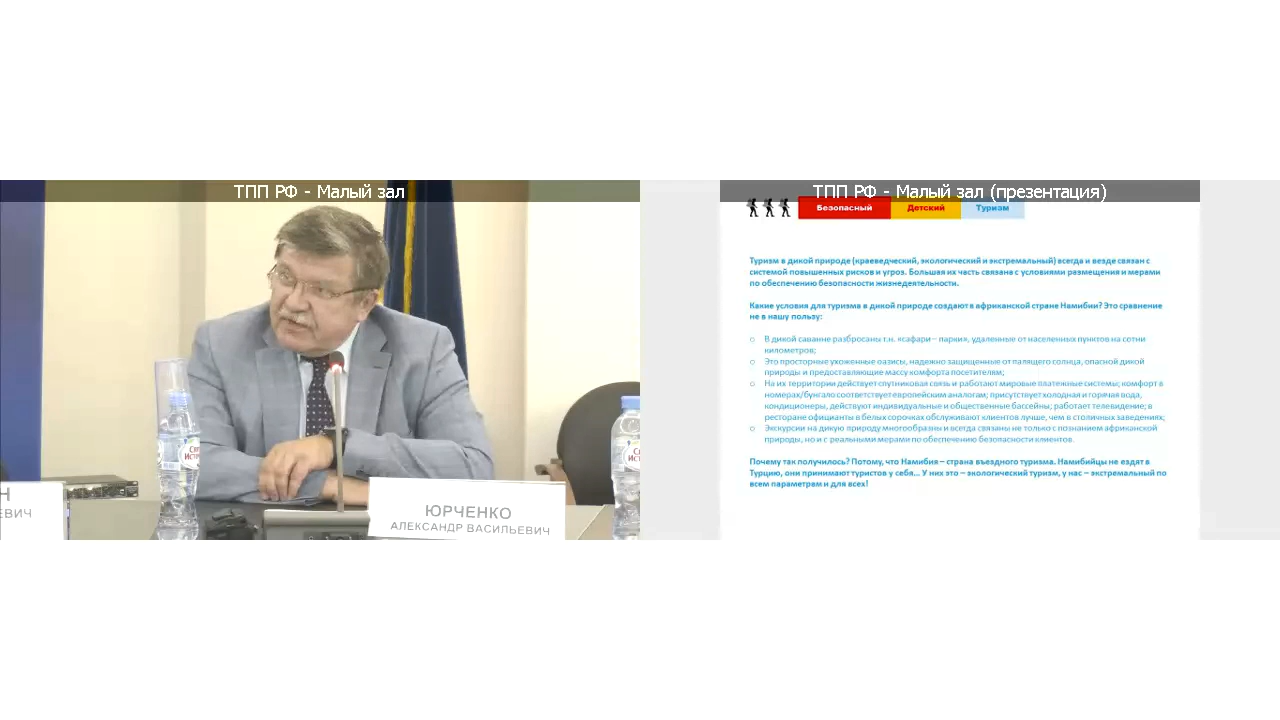 ТПП РФ - Малый зал
Н
ЕВИЧ
ЮРЧЕНКО
АЛЕКСАНДР ВАСИЛЬЕВИЧ
ТПП РФ - Малый зал (презентация)
Безопасный Детский Туризм
Туризм в дикой природе (краеведческий, экологический и экстремальный) всегда и везде связан с
системой повышенных рисков и угроз. Большая их часть связана с условиями размещения и мерами
по обеспечению безопасности жизнедеятельности.
Какие условия для туризма в дикой природе создают в африканской стране Намибии? Это сравнение
не в нашу пользу:
o В дикой саванне разбросаны т.н. «сафари – парки», удаленные от населенных пунктов на сотни
километров;
o Это просторные ухоженные оазисы, надежно защищенные от палящего солнца, опасной дикой
природы и предоставляющие массу комфорта посетителям;
o На их территории действует спутниковая связь и работают мировые платежные системы; комфорт в
номерах/бунгало соответствует европейским аналогам; присутствует холодная и горячая вода,
кондиционеры, действуют индивидуальные и общественные бассейны; работает телевидение; в
ресторане официанты в белых сорочках обслуживают клиентов лучше, чем в столичных заведениях;
o Экскурсии на дикую природу многообразны и всегда связаны не только с познанием африканской
природы, но и с реальными мерами по обеспечению безопасности клиентов.
Почему так получилось? Потому, что Намибия – страна въездного туризма. Намибийцы не ездят в
Турцию, они принимают туристов у себя... У них это – экологический туризм, у нас – экстремальный по
всем параметрам и для всех!